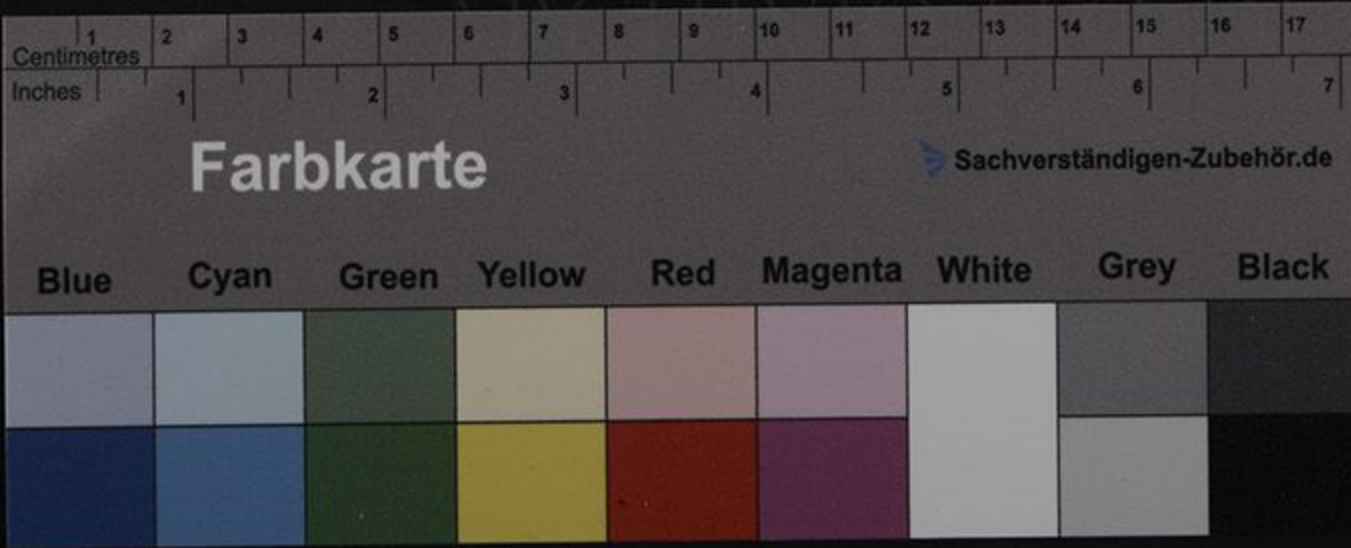 1 2 3 4 5 6 7 8 9 10 11 12 13 14 15 16 17
Centimetres
Inches
1 2 3 4 5 6 7
Farbkarte
Sachverständigen-Zubehör.de
Blue Cyan Green Yellow Red Magenta White Grey Black